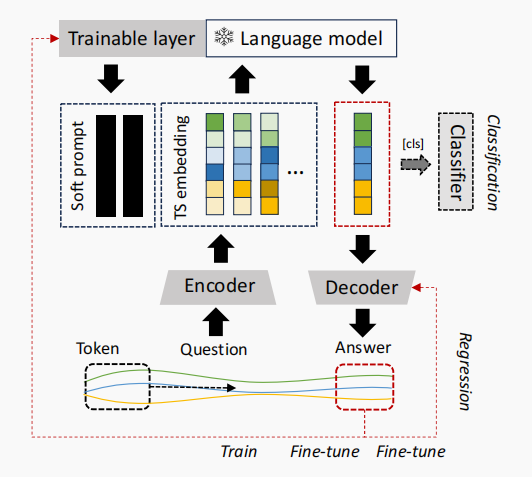 Trainable layer
Language model
Soft prompt
TS embedding
...
[cls]
Classifier
Classification
Encoder
Decoder
Token
Question
Answer
Regression
Train
Fine-tune
Fine-tune